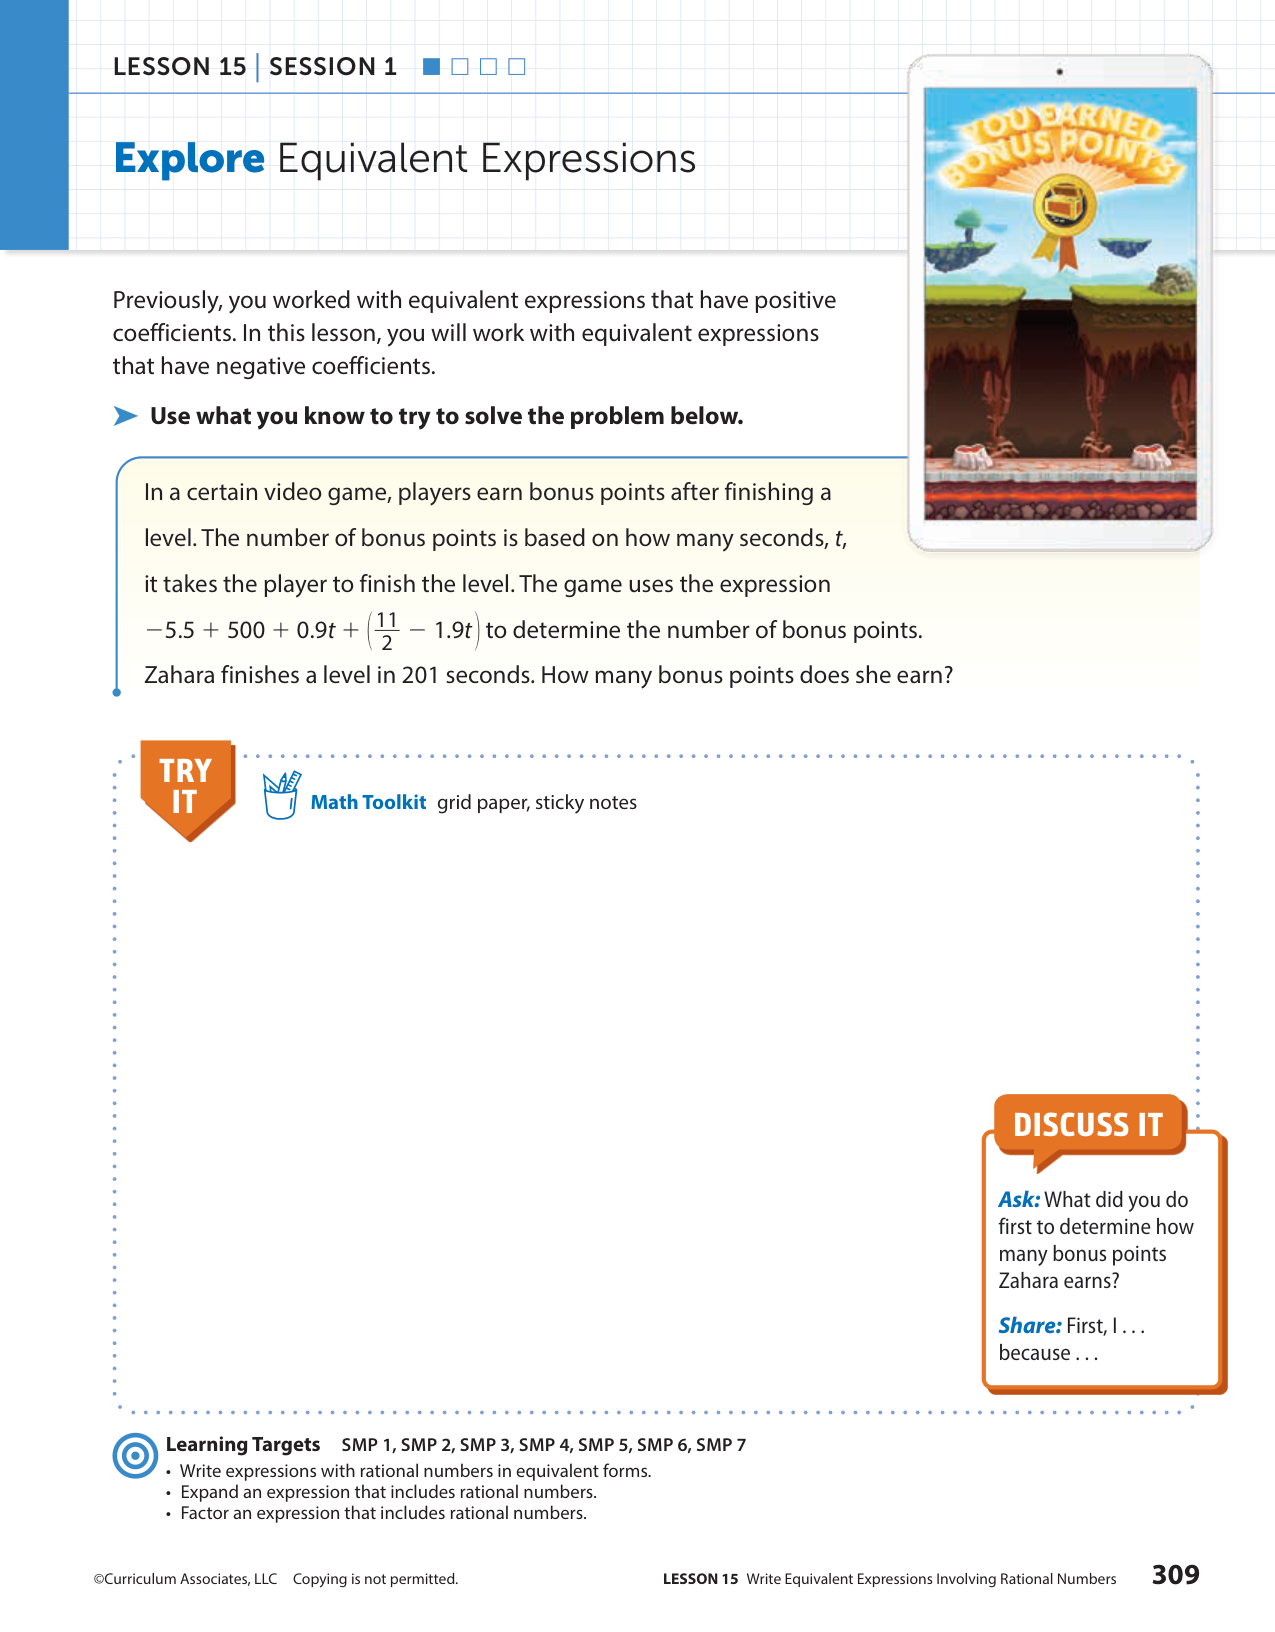 LESSON 15 | SESSION 1
YOU EARNED
BONUS POINTS
Explore Equivalent Expressions
Previously, you worked with equivalent expressions that have positive
coefficients. In this lesson, you will work with equivalent expressions
that have negative coefficients.
Use what you know to try to solve the problem below.
In a certain video game, players earn bonus points after finishing a
level. The number of bonus points is based on how many seconds, t,
it takes the player to finish the level. The game uses the expression
−5.5 + 500 + 0.9t + (11/2 − 1.9t) to determine the number of bonus points.
Zahara finishes a level in 201 seconds. How many bonus points does she earn?
TRY
IT
Math Toolkit grid paper, sticky notes
DISCUSS IT
Ask: What did you do
first to determine how
many bonus points
Zahara earns?
Share: First, I . . .
because . . .
Learning Targets SMP 1, SMP 2, SMP 3, SMP 4, SMP 5, SMP 6, SMP 7
• Write expressions with rational numbers in equivalent forms.
• Expand an expression that includes rational numbers.
• Factor an expression that includes rational numbers.
©Curriculum Associates, LLC Copying is not permitted.
LESSON 15 Write Equivalent Expressions Involving Rational Numbers 309